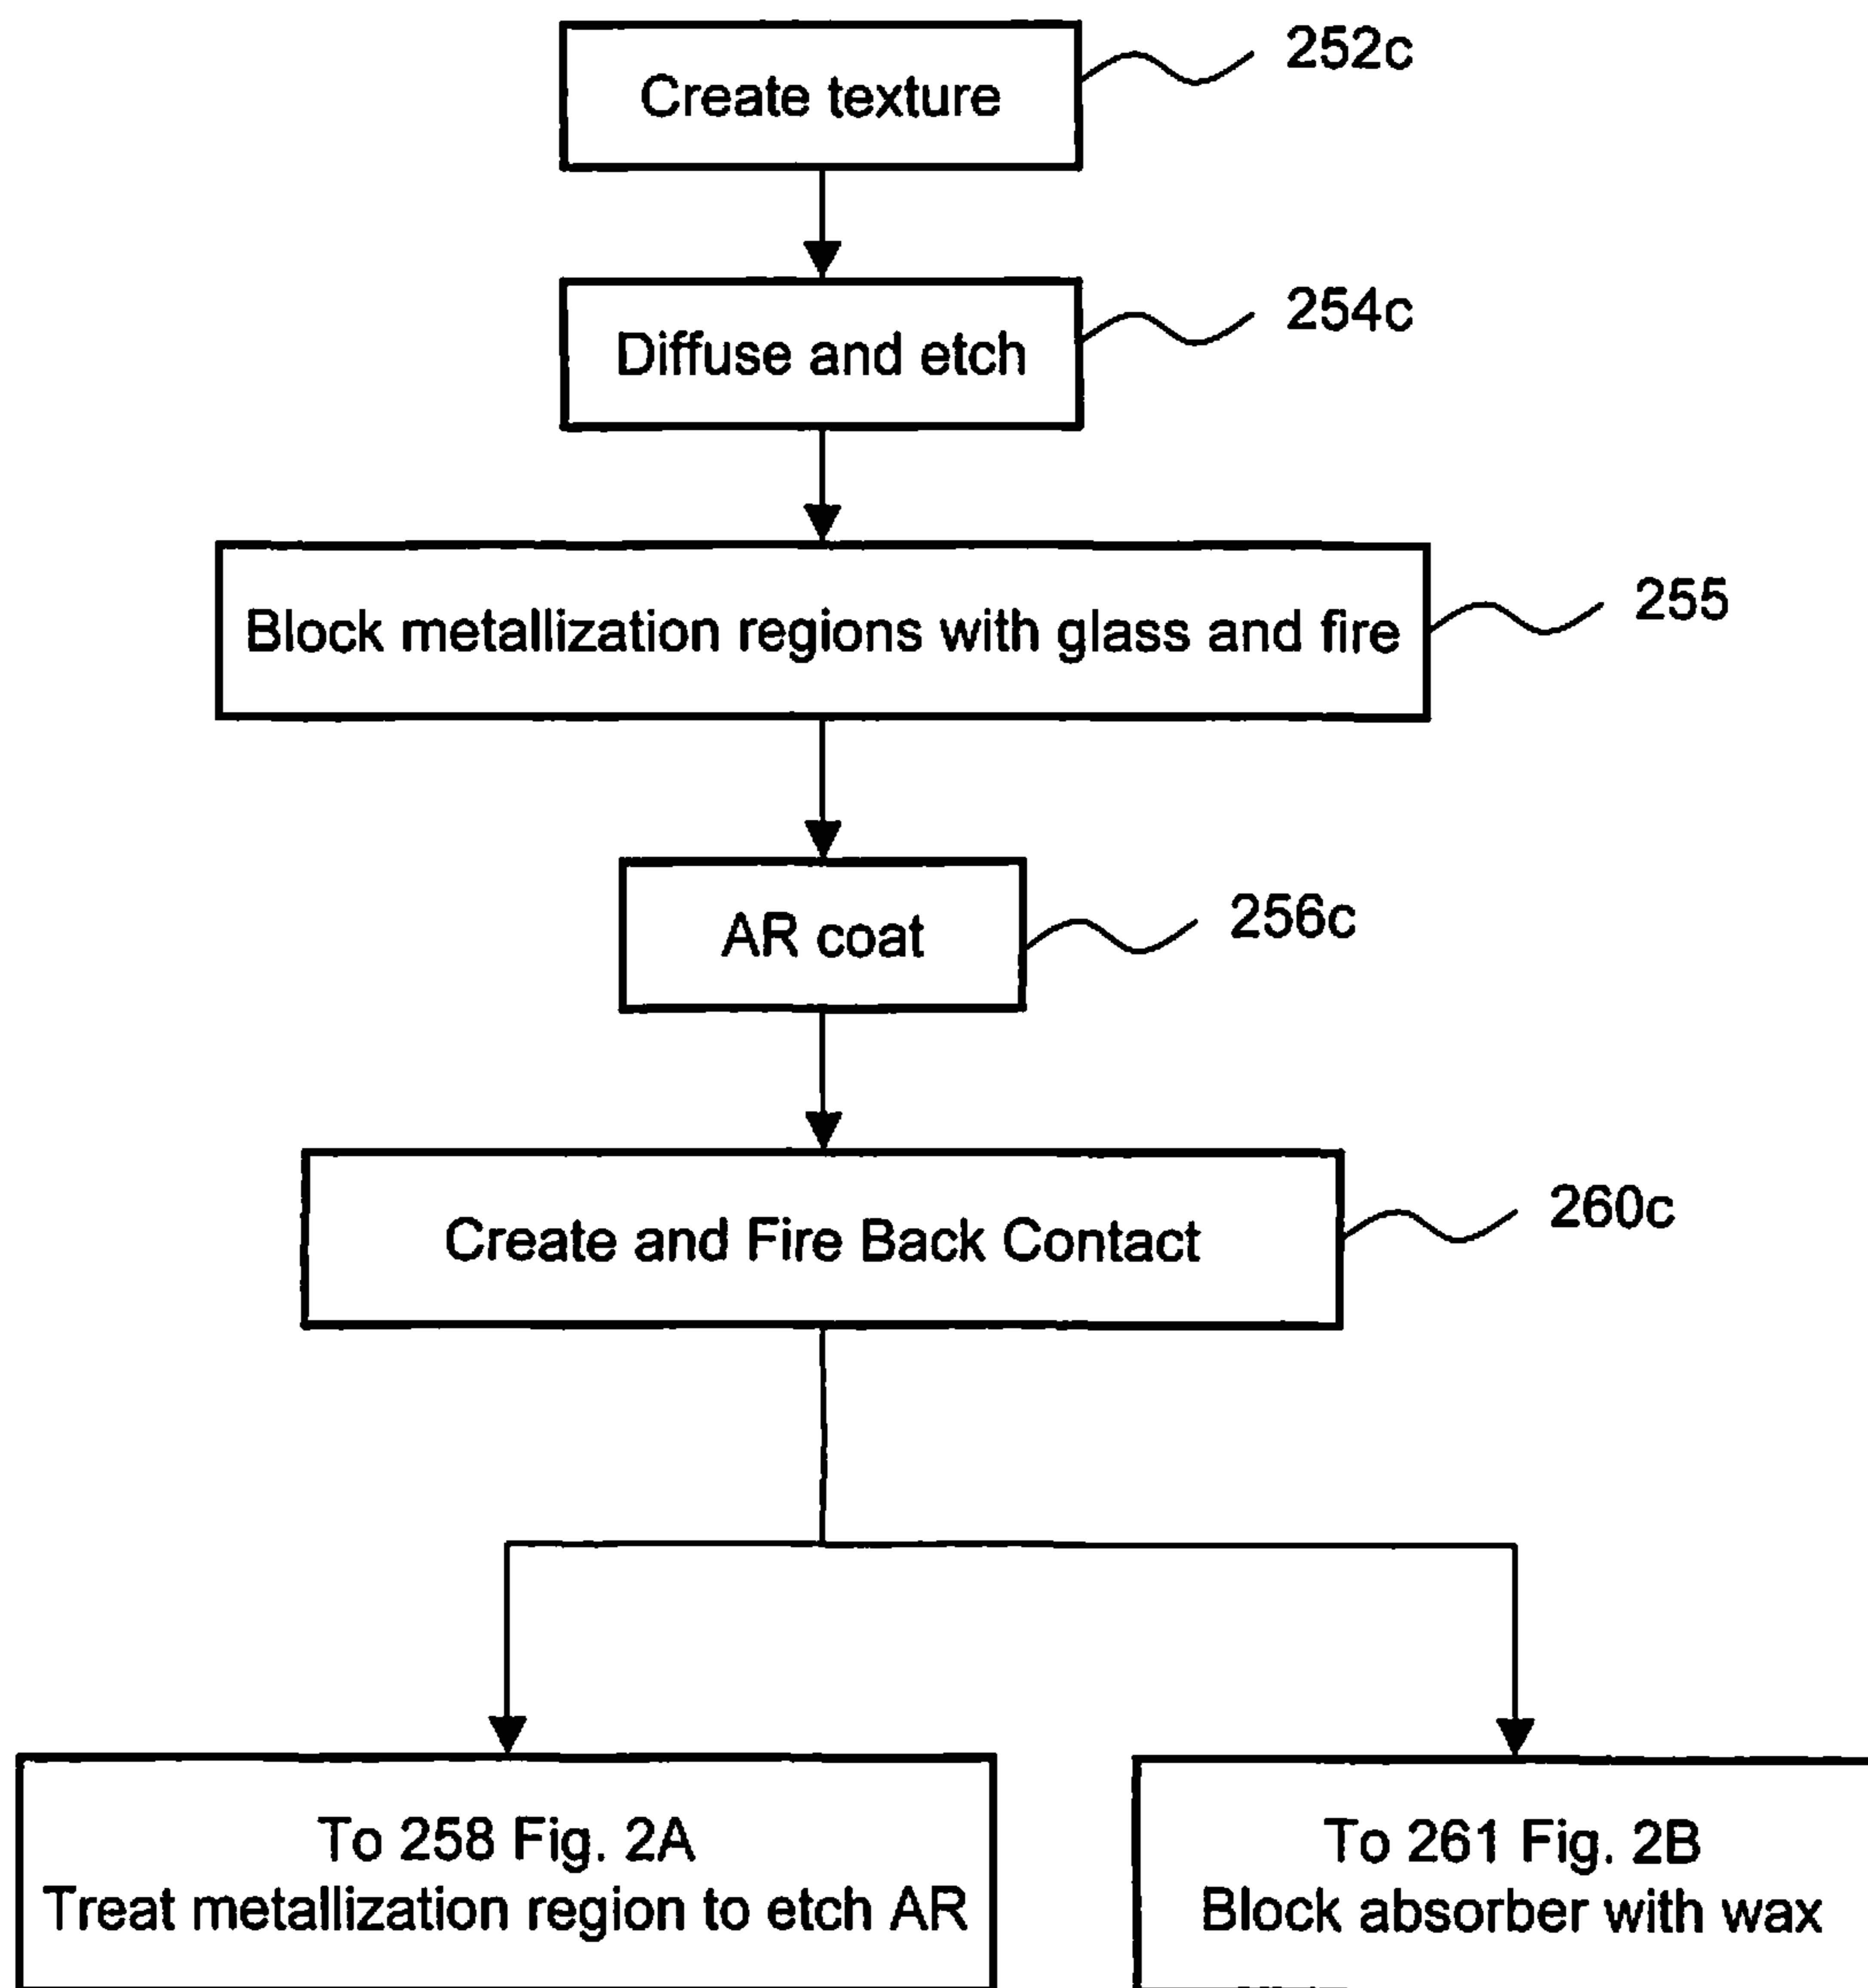 Create texture
252c
Diffuse and etch
254c
Block metallization regions with glass and fire
255
AR coat
256c
Create and Fire Back Contact
260c
To 258 Fig. 2A
Treat metallization region to etch AR
To 261 Fig. 2B
Block absorber with wax